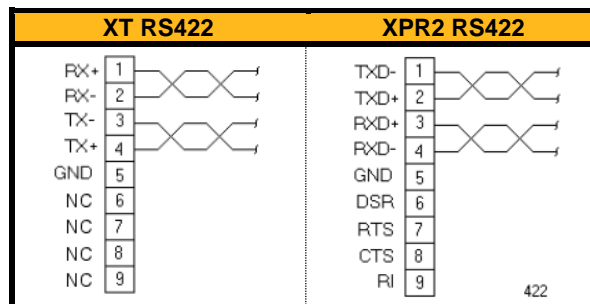 XT RS422
XPR2 RS422
RX+ 1
RX- 2
TX- 3
TX+ 4
GND 5
NC 6
NC 7
NC 8
NC 9
TXD- 1
TXD+ 2
RXD+ 3
RXD- 4
GND 5
DSR 6
RTS 7
CTS 8
RI 9
422